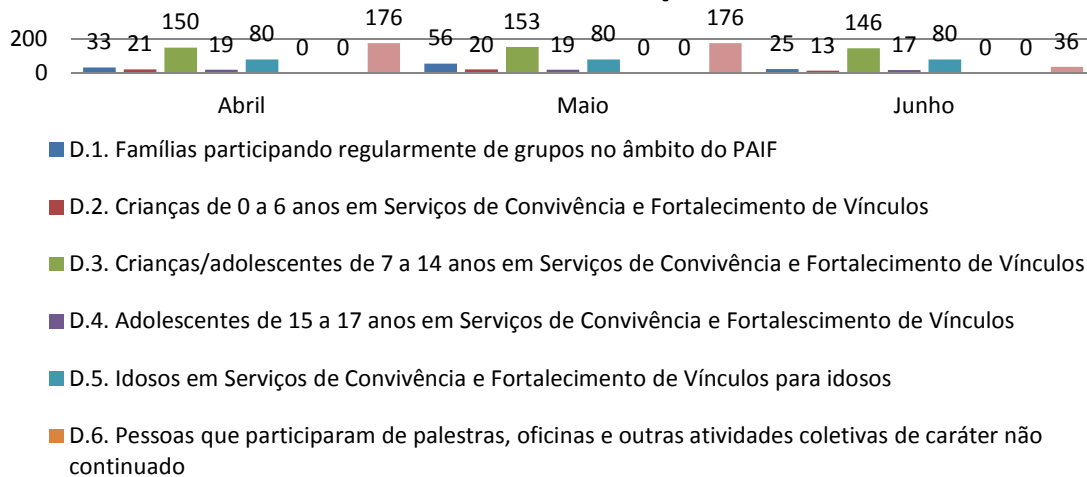 33 21 150 19 80 0 0 176 56 20 153 19 80 0 0 176 25 13 146 17 80 0 0 36
200
0
Abril Maio Junho
D.1. Famílias participando regularmente de grupos no âmbito do PAIF
D.2. Crianças de 0 a 6 anos em Serviços de Convivência e Fortalecimento de Vínculos
D.3. Crianças/adolescentes de 7 a 14 anos em Serviços de Convivência e Fortalecimento de Vínculos
D.4. Adolescentes de 15 a 17 anos em Serviços de Convivência e Fortalescimento de Vínculos
D.5. Idosos em Serviços de Convivência e Fortalecimento de Vínculos para idosos
D.6. Pessoas que participaram de palestras, oficinas e outras atividades coletivas de caráter não
continuado